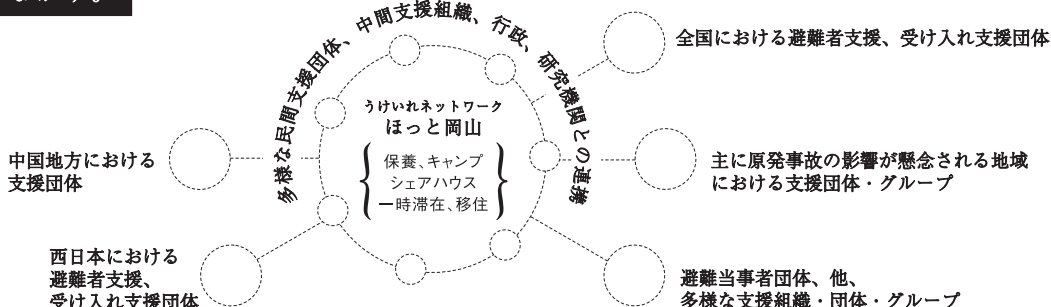 多様な民間支援団体、中間支援組織、行政、研究機関との連携
全国における避難者支援、受け入れ支援団体
うけいれネットワーク
ほっと岡山
保養、キャンプ
シェアハウス
一時滞在、移住
中国地方における
支援団体
主に原発事故の影響が懸念される地域
における支援団体・グループ
西日本における
避難者支援、
受け入れ支援団体
避難当事者団体、他、
多様な支援組織・団体・グループ